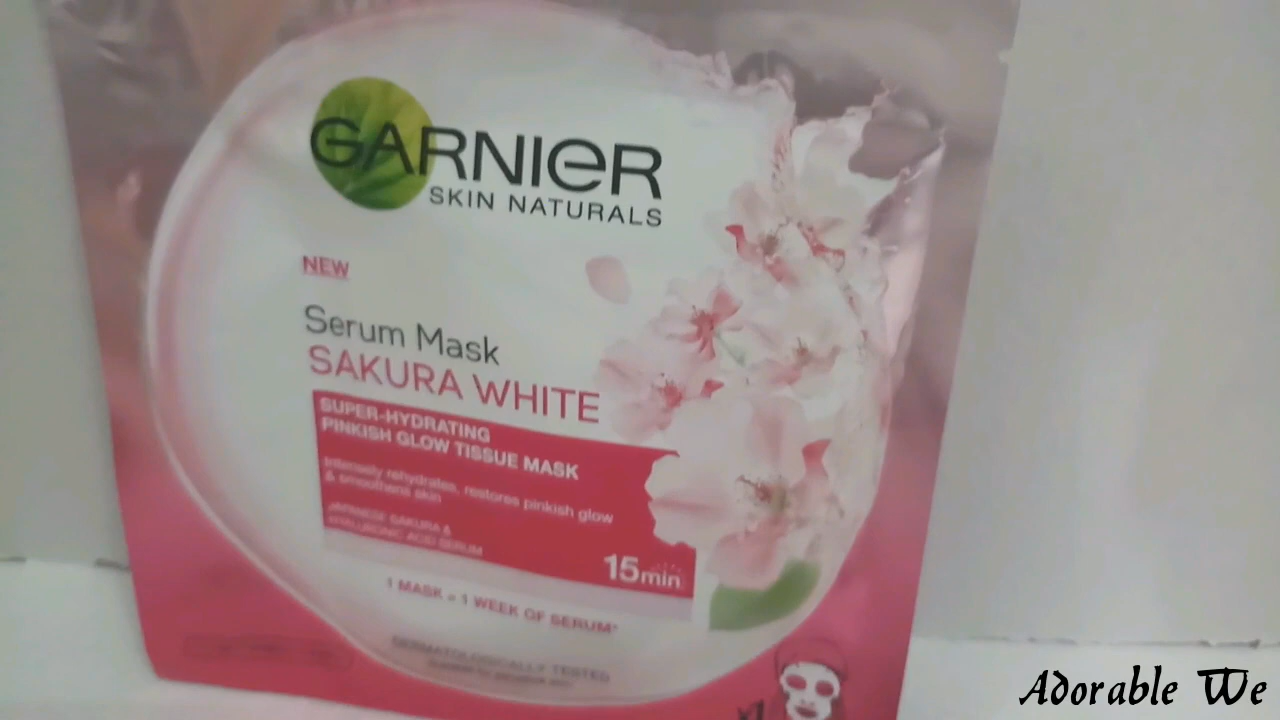 GARNIER
SKIN NATURALS
NEW
Serum Mask
SAKURA WHITE
SUPER-HYDRATING
PINKISH GLOW TISSUE MASK
Intensely rehydrates, restores pinkish glow
& smoothens skin
JAPANESE SAKURA &
HYALURONIC ACID SERUM
15min
1 MASK = 1 WEEK OF SERUM*
DERMATOLOGICALLY TESTED
x1
Adorable We